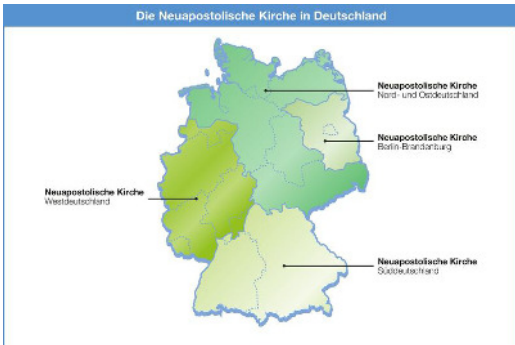 Die Neuapostolische Kirche in Deutschland
Neuapostolische Kirche
Nord- und Ostdeutschland
Neuapostolische Kirche
Berlin-Brandenburg
Neuapostolische Kirche
Westdeutschland
Neuapostolische Kirche
Süddeutschland